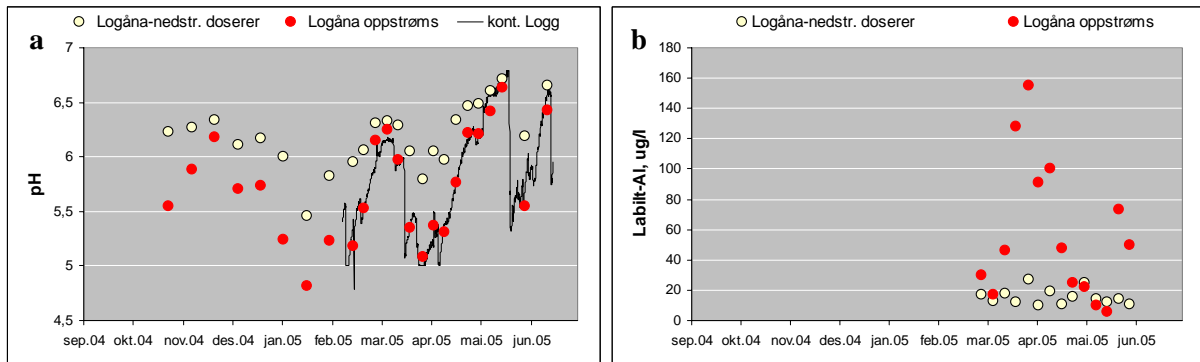 Logåna-nedstr. doserer Logåna oppstrøms kont. Logg
a
7
6,5
6
5,5
5
4,5
pH
sep.04 okt.04 nov.04 des.04 jan.05 feb.05 mar.05 apr.05 mai.05 jun.05
Logåna-nedstr. doserer Logåna oppstrøms
b
180
160
140
120
100
80
60
40
20
0
Labilt-Al, ug/l
sep.04 okt.04 nov.04 des.04 jan.05 feb.05 mar.05 apr.05 mai.05 jun.05